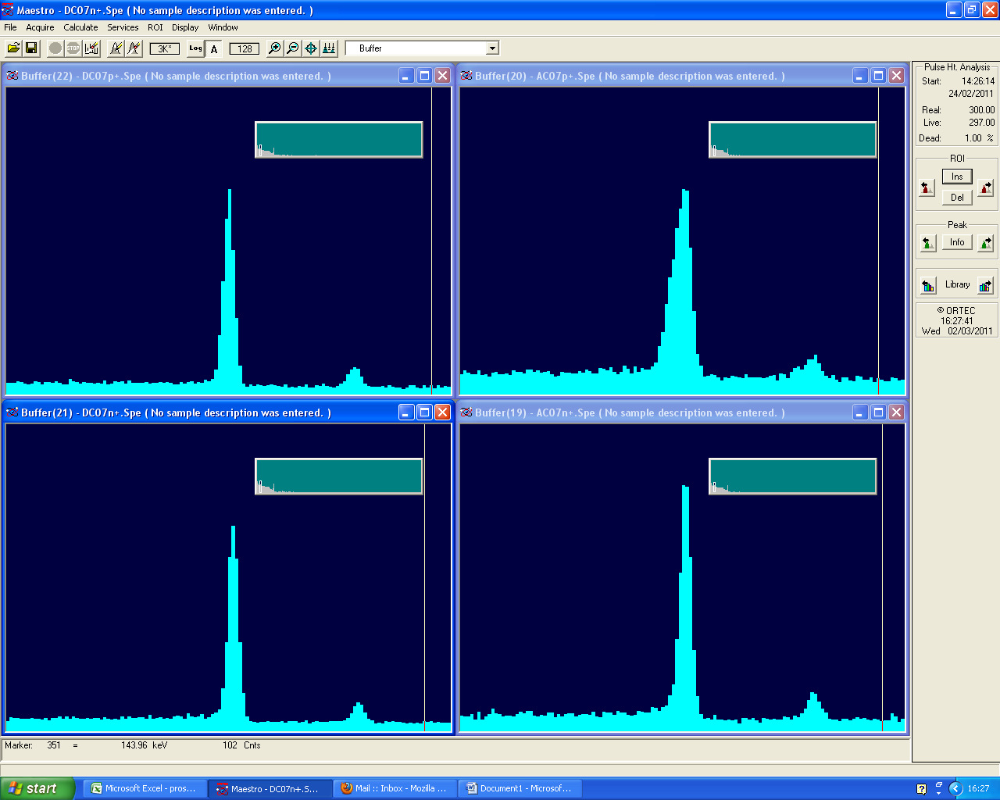 Maestro - DC07n+.Spe ( No sample description was entered. )
File Acquire Calculate Services ROI Display Window
STOP 3K× Log A 128 Buffer
Buffer(22) - DC07p+.Spe ( No sample description was entered. )
Buffer(20) - AC07p+.Spe ( No sample description was entered. )
Pulse Ht. Analysis
Start: 14:26:14
24/02/2011
Real: 300.00
Live: 297.00
Dead: 1.00 %
ROI
Ins
Del
Peak
Info
Library
© ORTEC
16:27:41
Wed 02/03/2011
Buffer(21) - DC07n+.Spe ( No sample description was entered. )
Buffer(19) - AC07n+.Spe ( No sample description was entered. )
Marker: 351 = 143.96 keV 102 Cnts
start Microsoft Excel - pros... Maestro - DC07n+.S... Mail :: Inbox - Mozilla ... Document1 - Microsof... 16:27